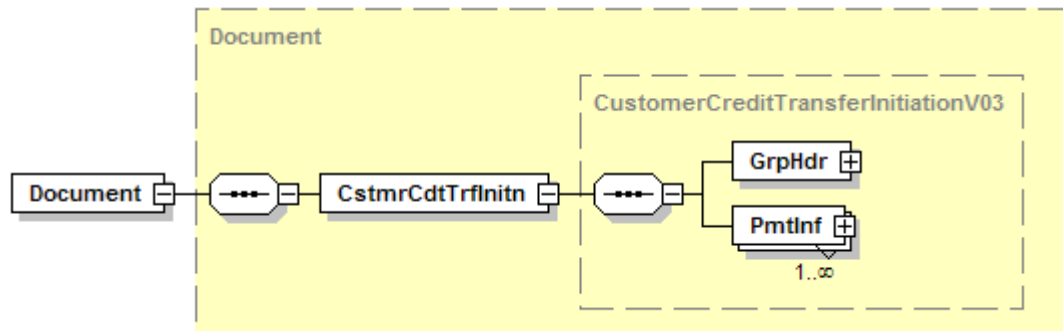 Document
CustomerCreditTransferInitiationV03
GrpHdr
Document
CstmrCdtTrfInitn
PmtInf
1..∞